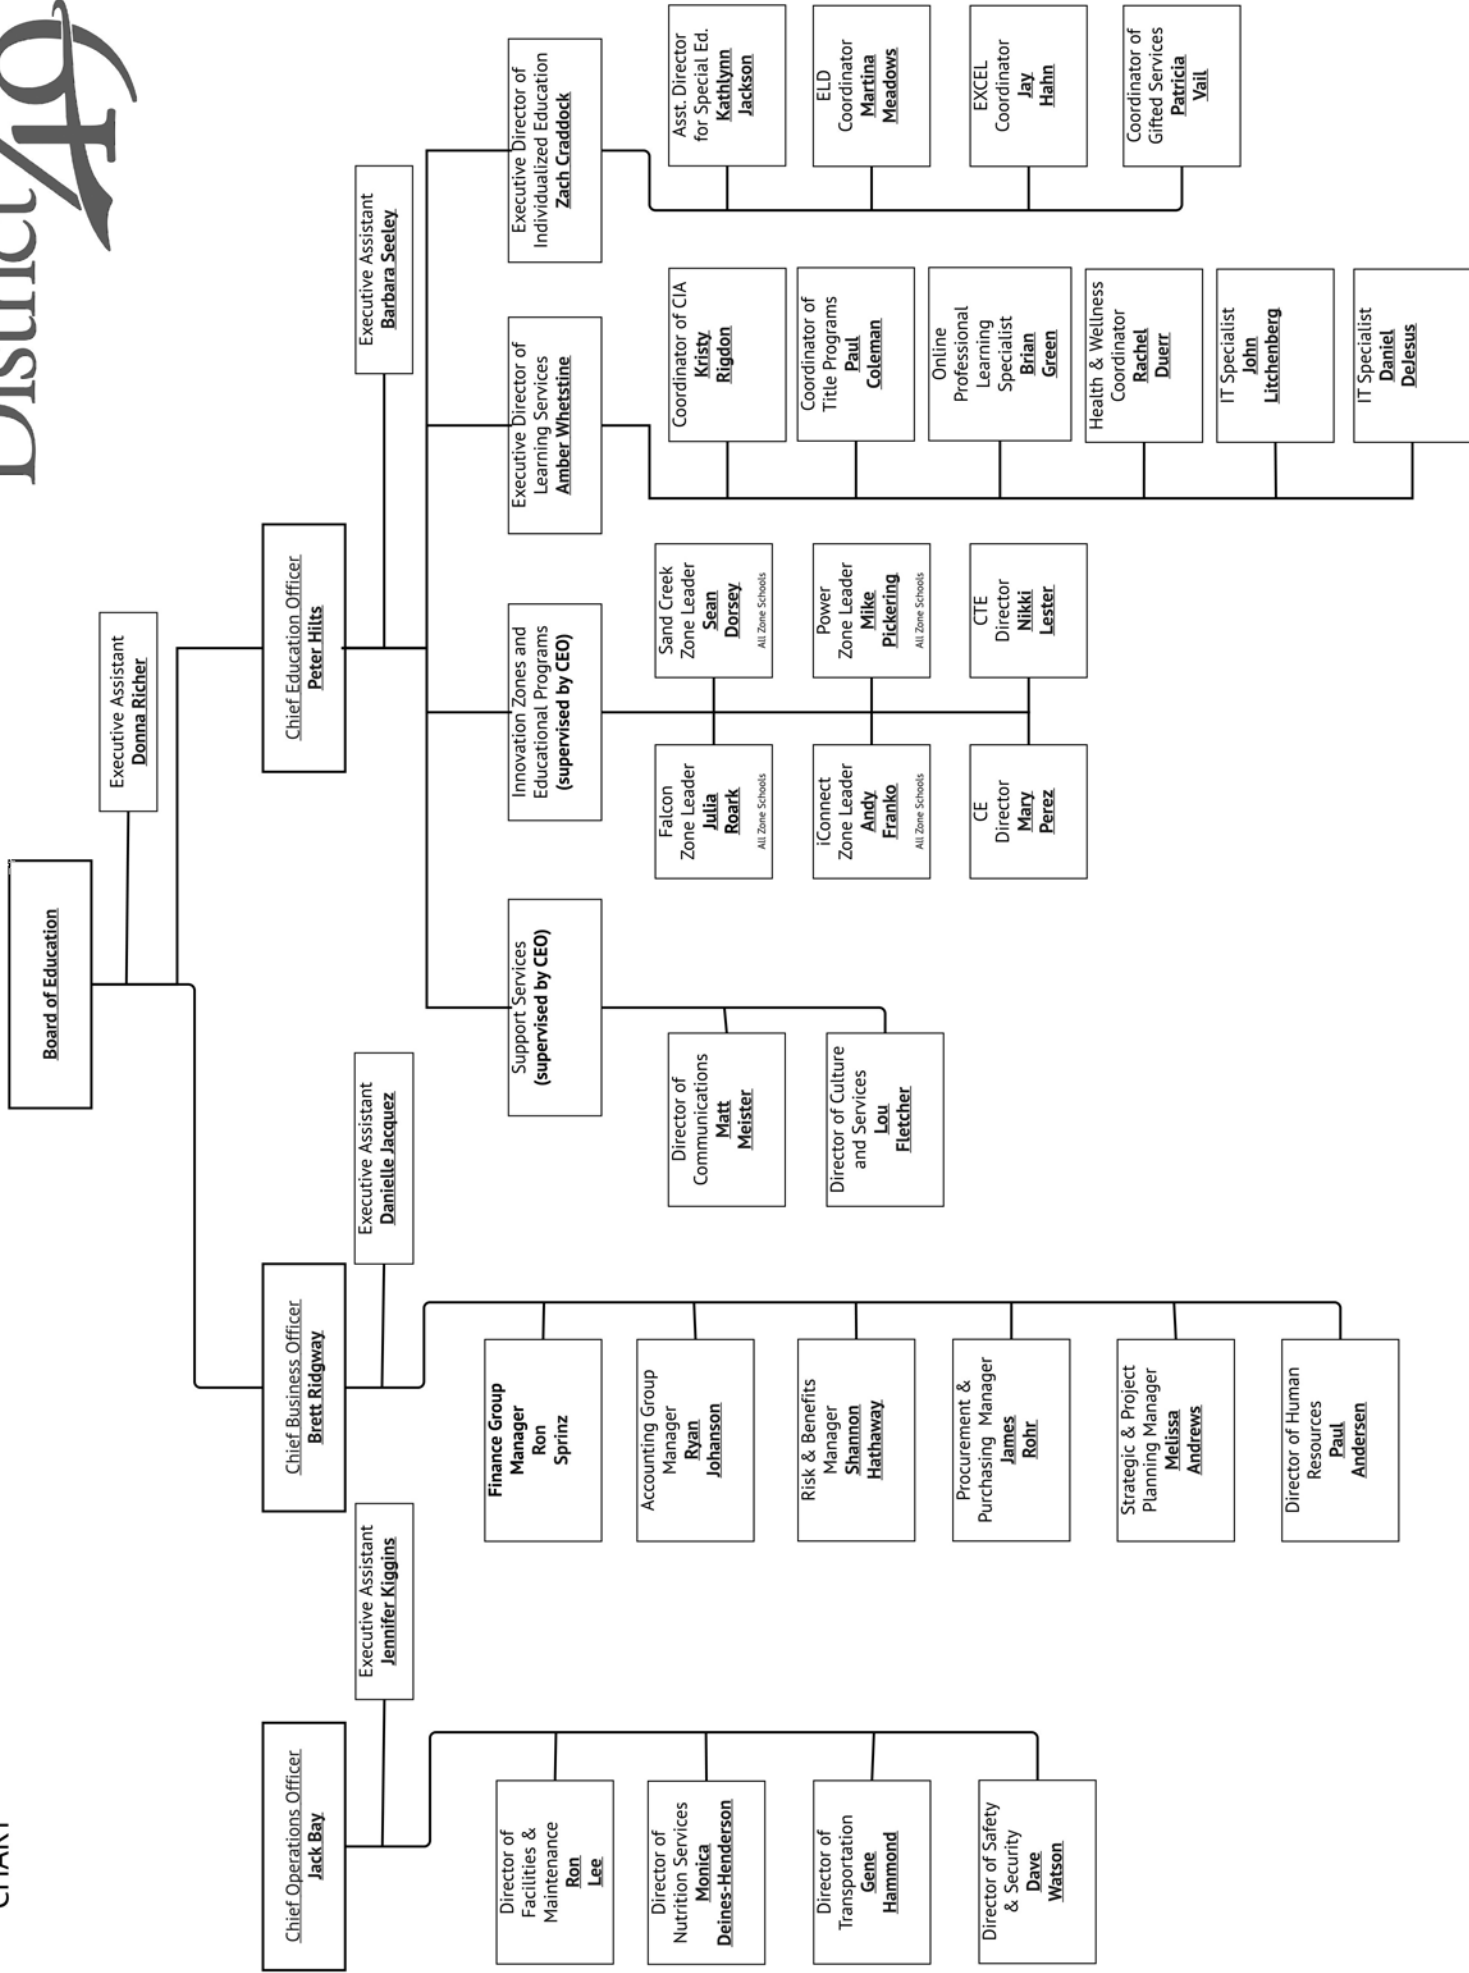 CHART
District 49
Board of Education
Executive Assistant
Donna Richer
Chief Operations Officer
Jack Bay
Chief Business Officer
Brett Ridgway
Chief Education Officer
Peter Hilts
Executive Assistant
Jennifer Kiggins
Executive Assistant
Danielle Jacquez
Executive Assistant
Barbara Seeley
Director of
Facilities &
Maintenance
Ron
Lee
Director of
Nutrition Services
Monica
Deines-Henderson
Director of
Transportation
Gene
Hammond
Director of Safety
& Security
Dave
Watson
Finance Group
Manager
Ron
Sprinz
Accounting Group
Manager
Ryan
Johanson
Risk & Benefits
Manager
Shannon
Hathaway
Procurement &
Purchasing Manager
James
Rohr
Strategic & Project
Planning Manager
Melissa
Andrews
Director of Human
Resources
Paul
Andersen
Support Services
(supervised by CEO)
Director of
Communications
Matt
Meister
Director of Culture
and Services
Lou
Fletcher
Innovation Zones and
Educational Programs
(supervised by CEO)
Falcon
Zone Leader
Julia
Roark
All Zone Schools
Sand Creek
Zone Leader
Sean
Dorsey
All Zone Schools
iConnect
Zone Leader
Andy
Franko
All Zone Schools
Power
Zone Leader
Mike
Pickering
All Zone Schools
CE
Director
Mary
Perez
CTE
Director
Nikki
Lester
Executive Director of
Learning Services
Amber Whetstine
Coordinator of CIA
Kristy
Rigdon
Coordinator of
Title Programs
Paul
Coleman
Online
Professional
Learning
Specialist
Brian
Green
Health & Wellness
Coordinator
Rachel
Duerr
IT Specialist
John
Litchenberg
IT Specialist
Daniel
DeJesus
Executive Director of
Individualized Education
Zach Craddock
Asst. Director
for Special Ed.
Kathlynn
Jackson
ELD
Coordinator
Martina
Meadows
EXCEL
Coordinator
Jay
Hahn
Coordinator of
Gifted Services
Patricia
Vail